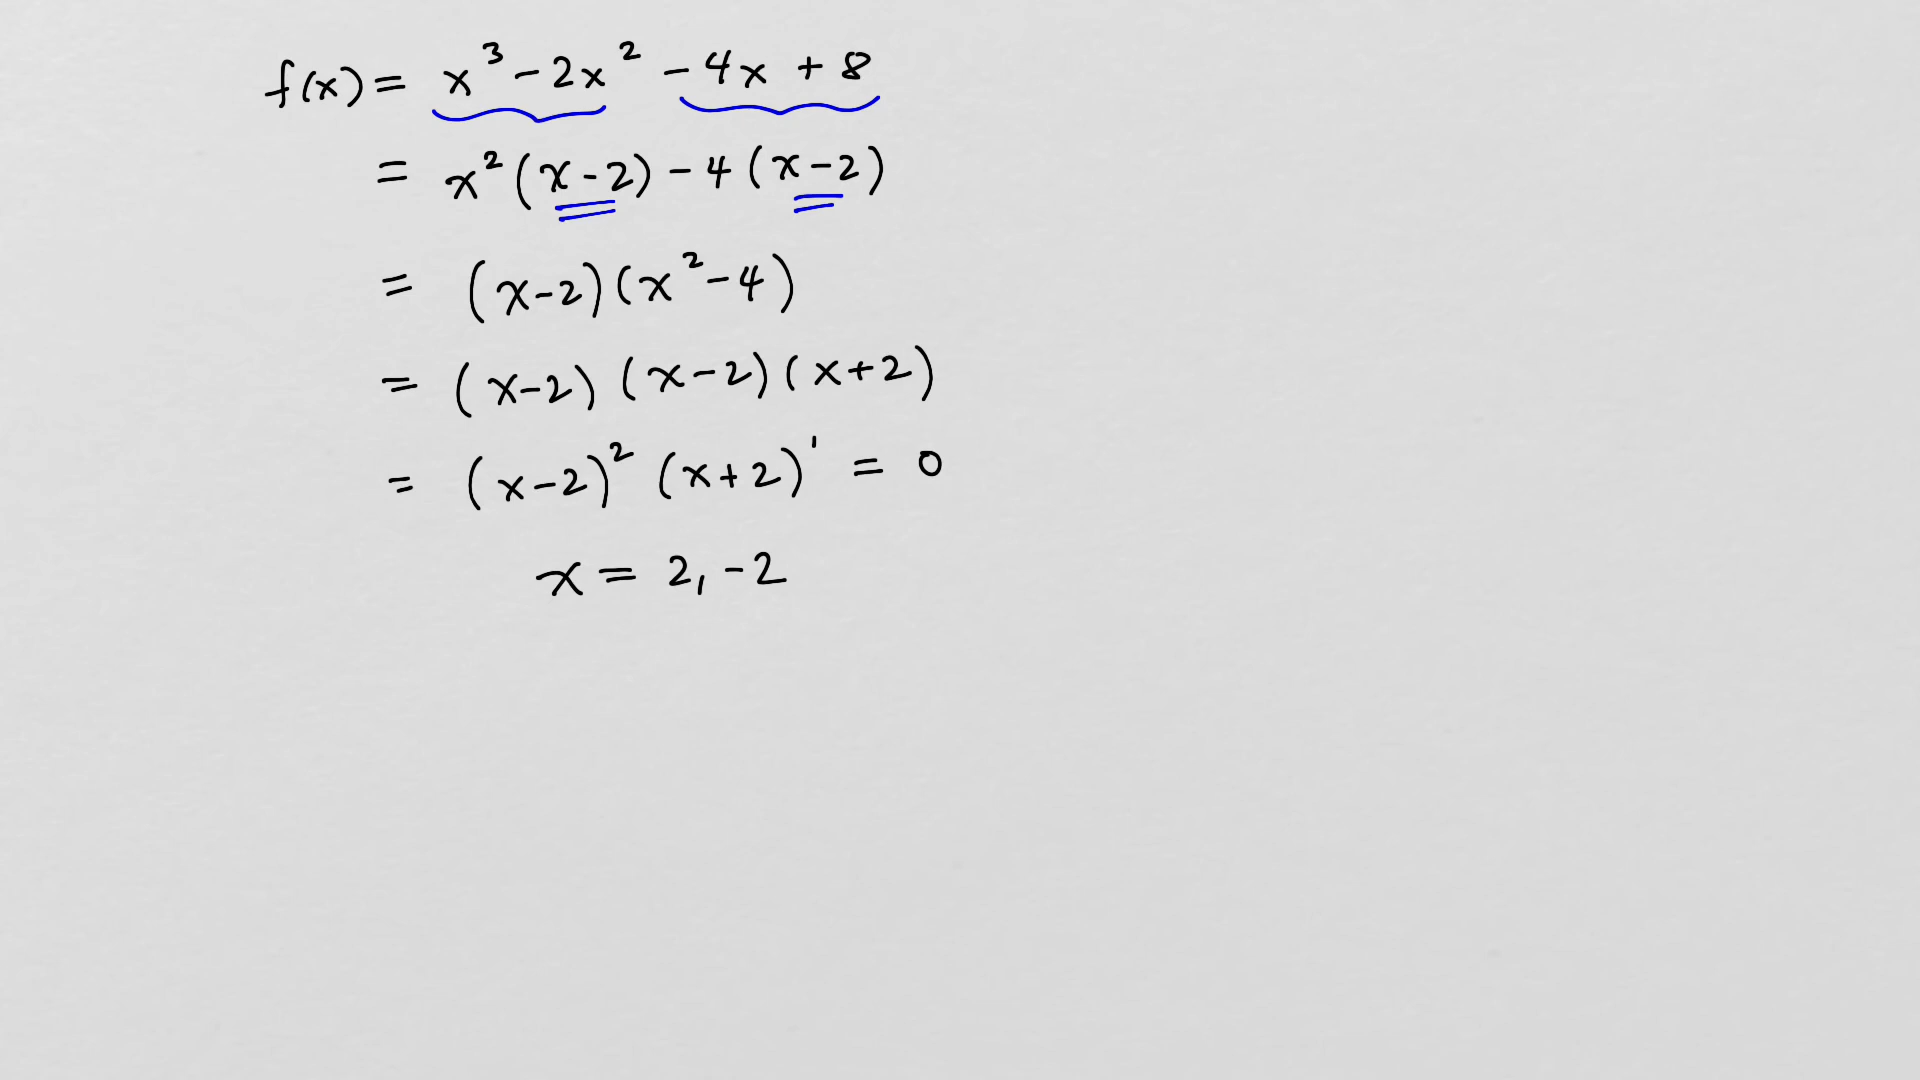 f(x) = x³ - 2x² - 4x + 8
= x²(x-2) - 4(x-2)
= (x-2)(x²-4)
= (x-2)(x-2)(x+2)
= (x-2)²(x+2)¹ = 0
x = 2, -2